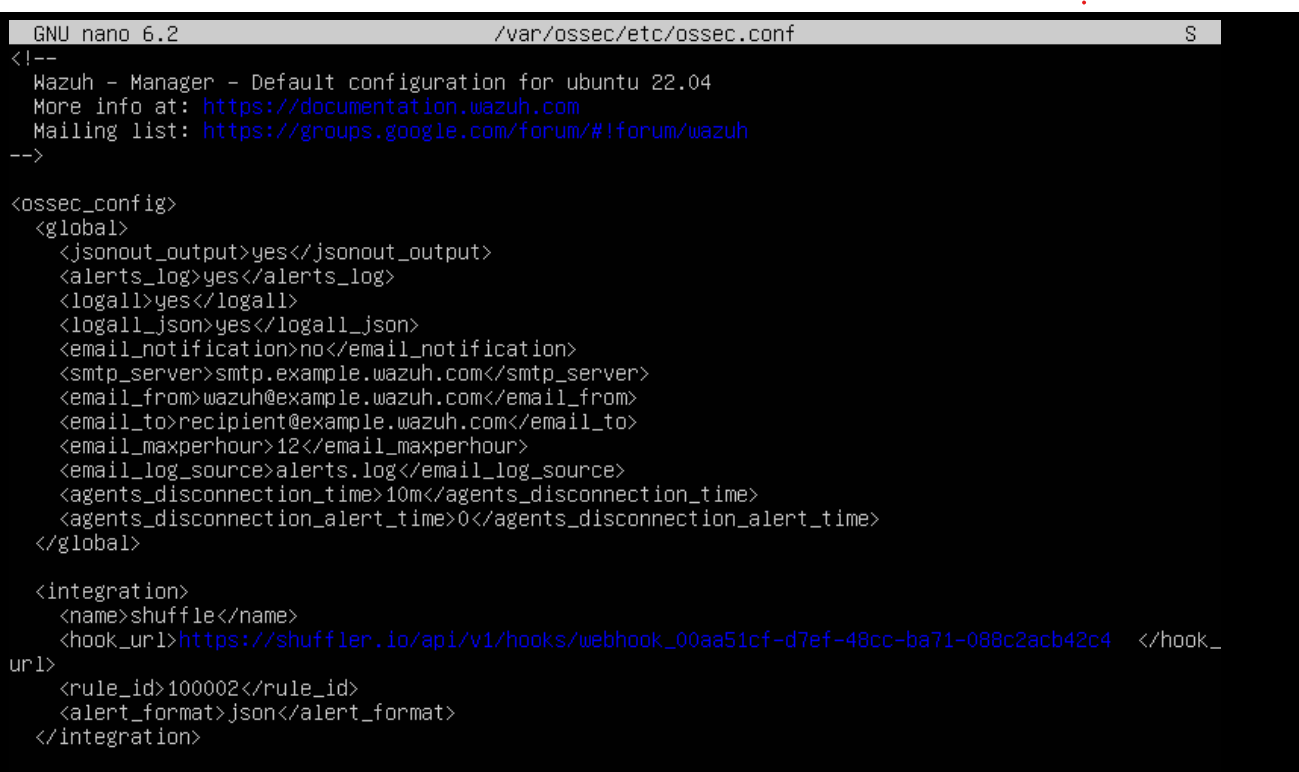 GNU nano 6.2 /var/ossec/etc/ossec.conf S
<!--
  Wazuh - Manager - Default configuration for ubuntu 22.04
  More info at: https://documentation.wazuh.com
  Mailing list: https://groups.google.com/forum/#!forum/wazuh
-->
<ossec_config>
  <global>
    <jsonout_output>yes</jsonout_output>
    <alerts_log>yes</alerts_log>
    <logall>yes</logall>
    <logall_json>yes</logall_json>
    <email_notification>no</email_notification>
    <smtp_server>smtp.example.wazuh.com</smtp_server>
    <email_from>wazuh@example.wazuh.com</email_from>
    <email_to>recipient@example.wazuh.com</email_to>
    <email_maxperhour>12</email_maxperhour>
    <email_log_source>alerts.log</email_log_source>
    <agents_disconnection_time>10m</agents_disconnection_time>
    <agents_disconnection_alert_time>0</agents_disconnection_alert_time>
  </global>
  <integration>
    <name>shuffle</name>
    <hook_url>https://shuffler.io/api/v1/hooks/webhook_00aa51cf-d7ef-48cc-ba71-088c2acb42c4  </hook_
url>
    <rule_id>100002</rule_id>
    <alert_format>json</alert_format>
  </integration>